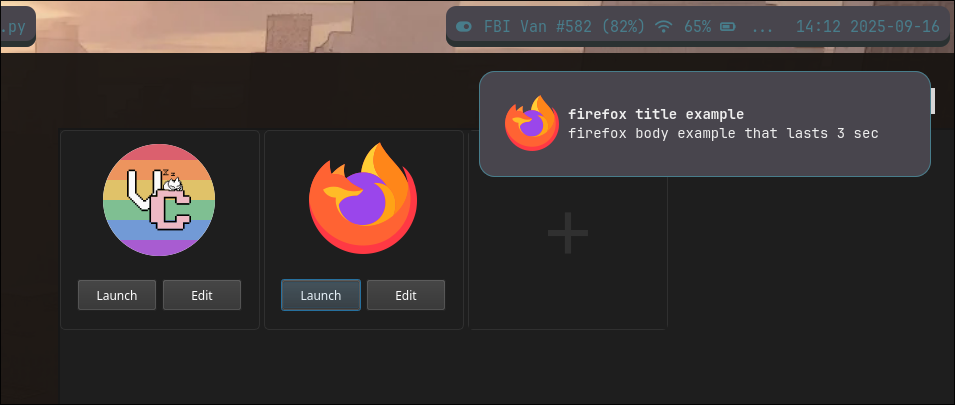 .py
FBI Van #582 (82%) 65% ... 14:12 2025-09-16
firefox title example
firefox body example that lasts 3 sec
z z
VC
Launch Edit
Launch Edit
+